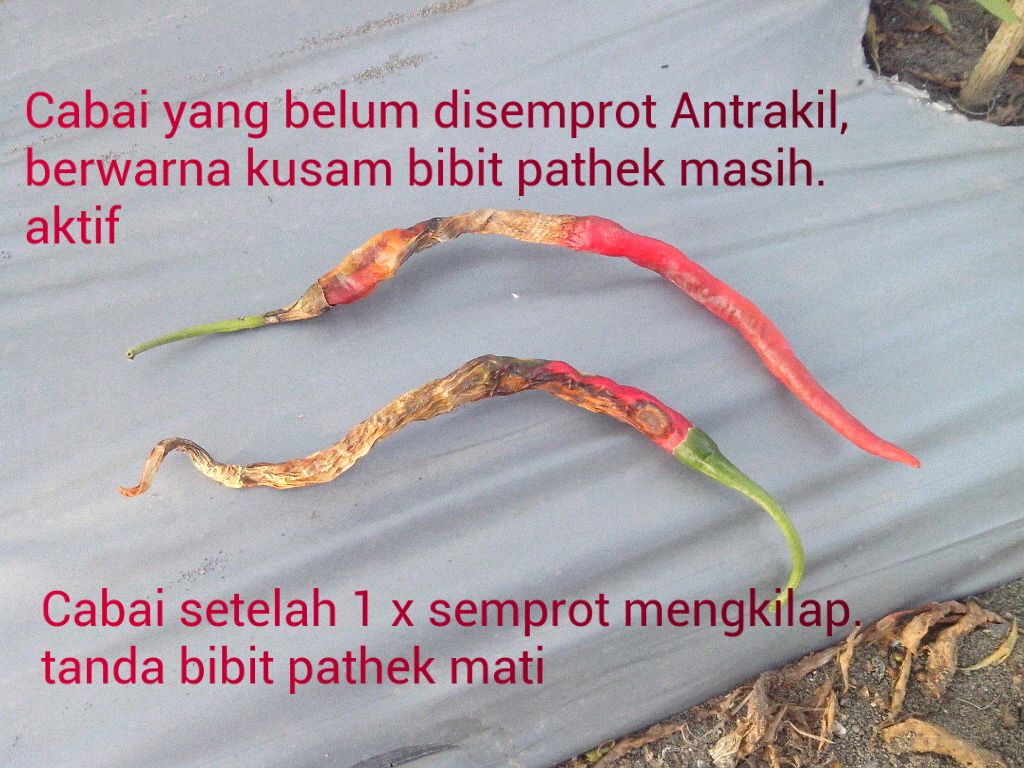 Cabai yang belum disemprot Antrakil,
berwarna kusam bibit pathek masih.
aktif
Cabai setelah 1 x semprot mengkilap.
tanda bibit pathek mati